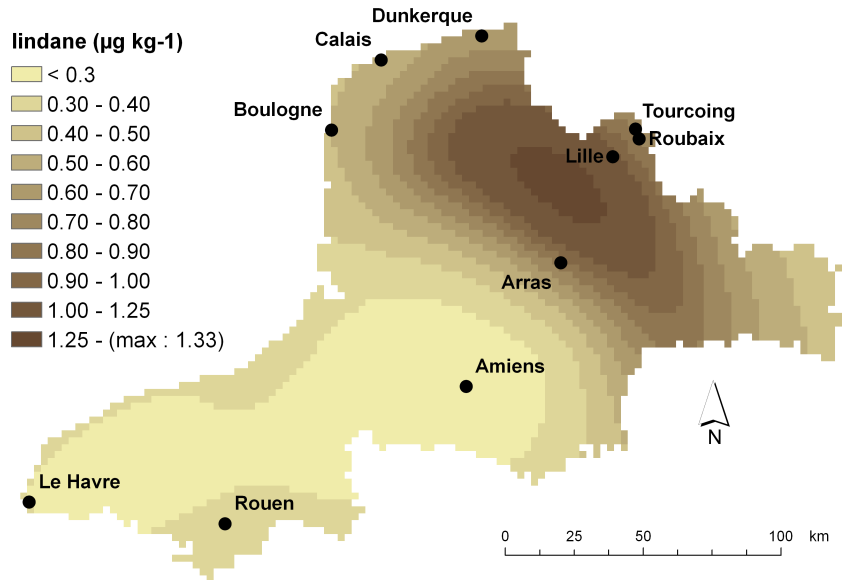 Dunkerque
lindane (µg kg-1)
Calais
< 0.3
0.30 - 0.40
Boulogne
Tourcoing
0.40 - 0.50
Roubaix
Lille
0.50 - 0.60
0.60 - 0.70
0.70 - 0.80
0.80 - 0.90
0.90 - 1.00
Arras
1.00 - 1.25
1.25 - (max : 1.33)
Amiens
N
Le Havre
Rouen
0 25 50 100 km